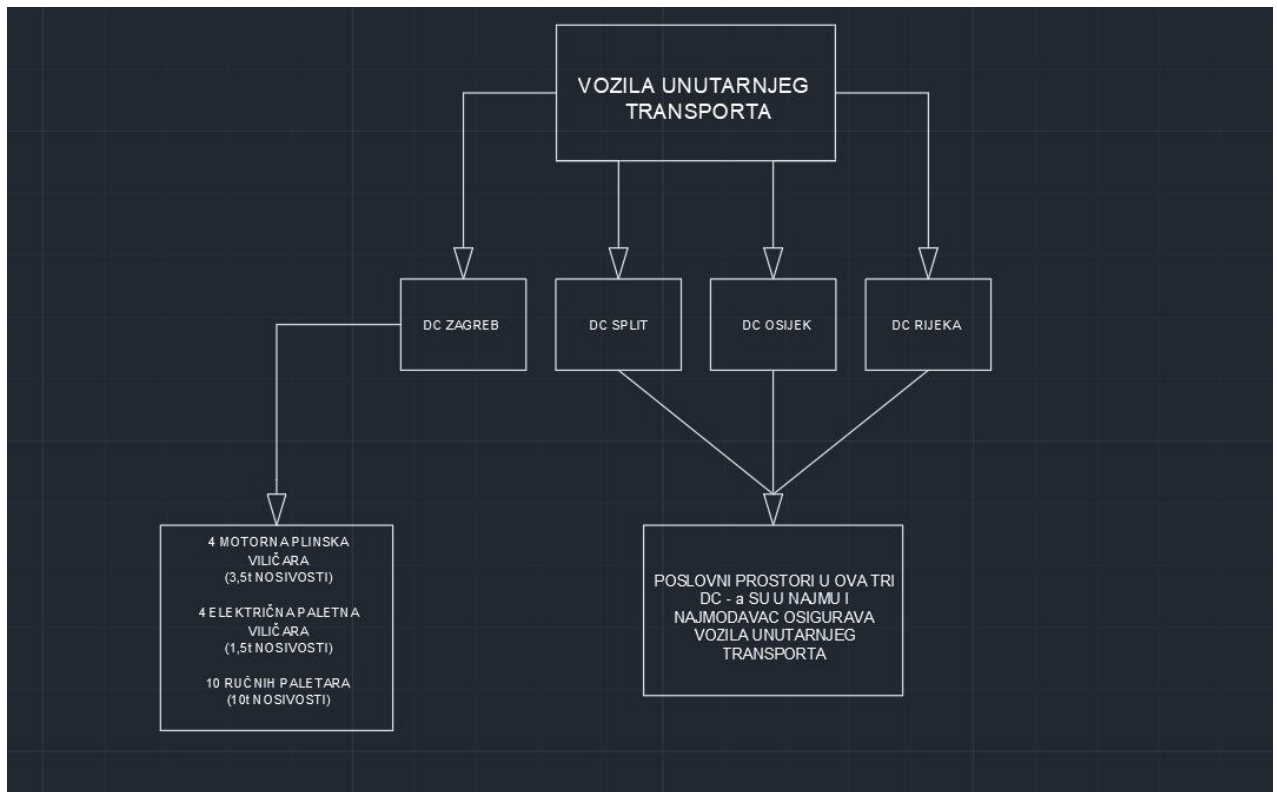 VOZILA UNUTARNJEG
TRANSPORTA
DC ZAGREB
DC SPLIT
DC OSIJEK
DC RIJEKA
4 MOTORNA PLINSKA
VILIČARA
(3,5t NOSIVOSTI)
4 ELEKTRIČNA PALETNA
VILIČARA
(1,5t NOSIVOSTI)
10 RUČNIH PALETARA
(10t NOSIVOSTI)
POSLOVNI PROSTORI U OVA TRI
DC - a SU U NAJMU I
NAJMODAVAC OSIGURAVA
VOZILA UNUTARNJEG
TRANSPORTA